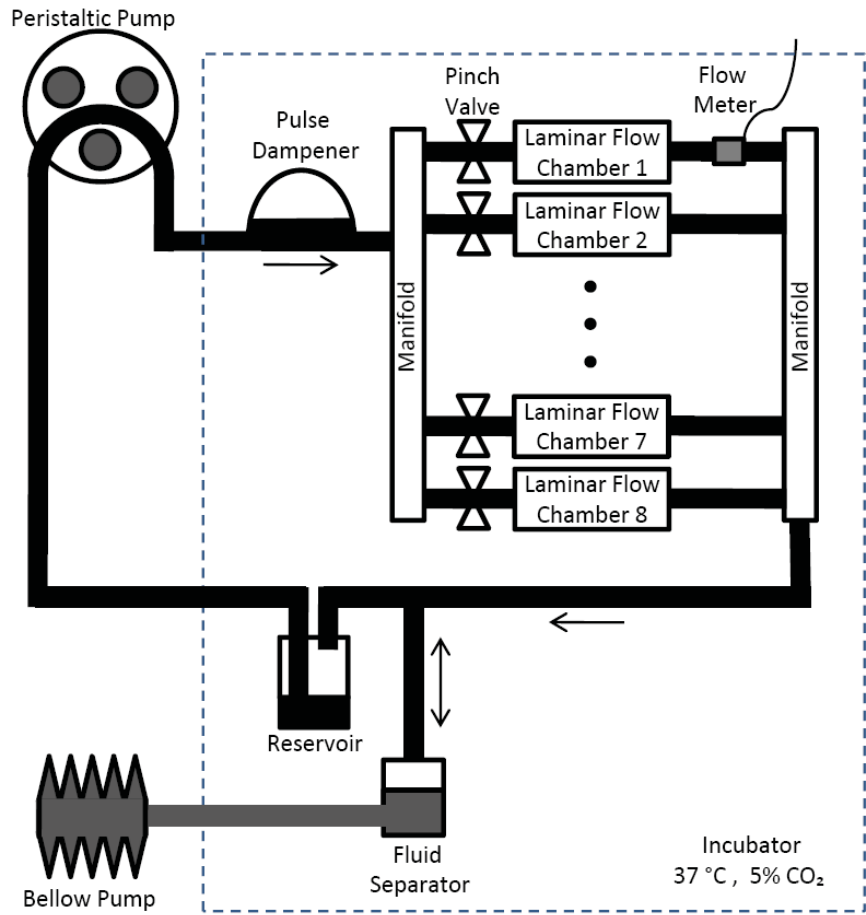 Peristaltic Pump
Pulse
Dampener
Pinch
Valve
Flow
Meter
Manifold
Laminar Flow
Chamber 1
Laminar Flow
Chamber 2
Laminar Flow
Chamber 7
Laminar Flow
Chamber 8
Manifold
Reservoir
Bellow Pump
Fluid
Separator
Incubator
37 °C , 5% CO₂